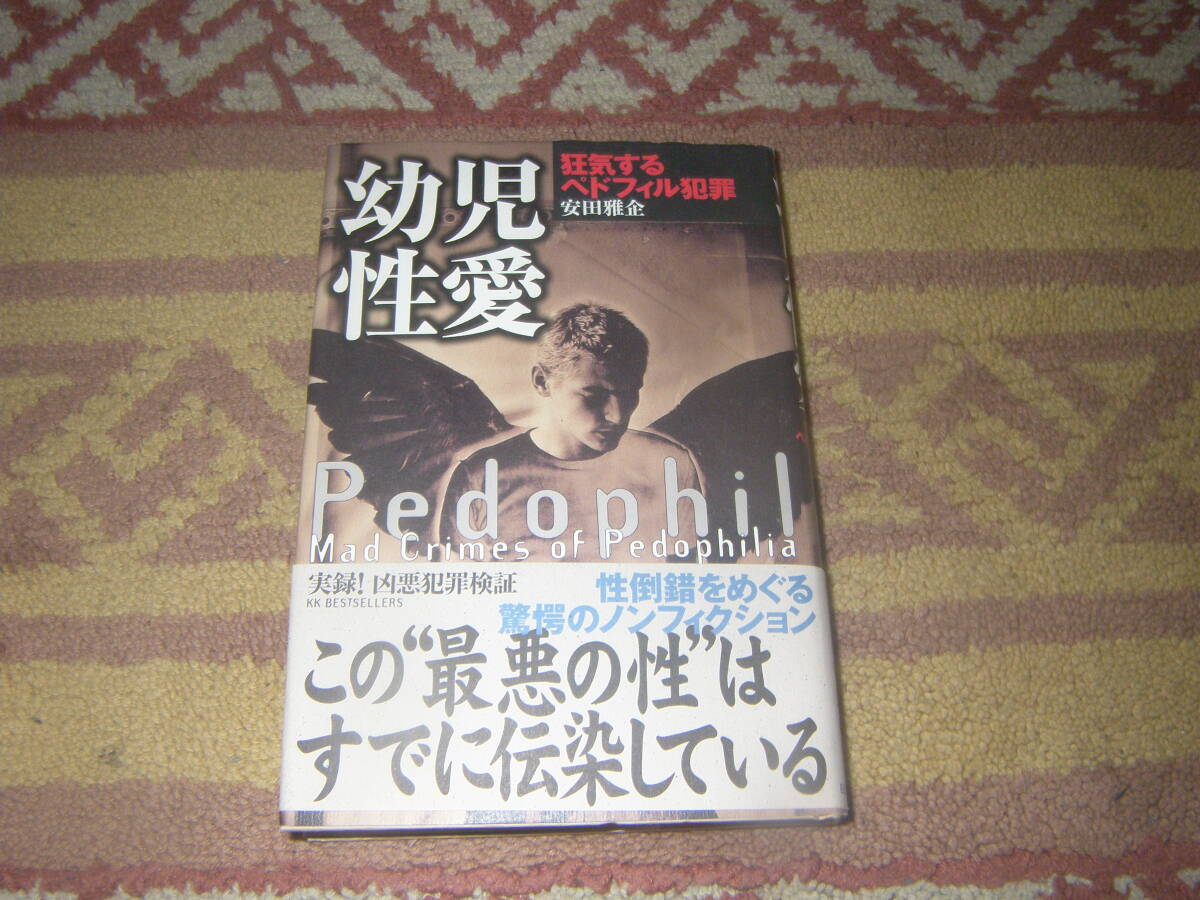 幼児
性愛
狂気する
ペドフィル犯罪
安田雅企
Pedophil
Mad Crimes of Pedophilia
実録!凶悪犯罪検証
KK BESTSELLERS
性倒錯をめぐる
驚愕のノンフィクション
この“最悪の性”は
すでに伝染している